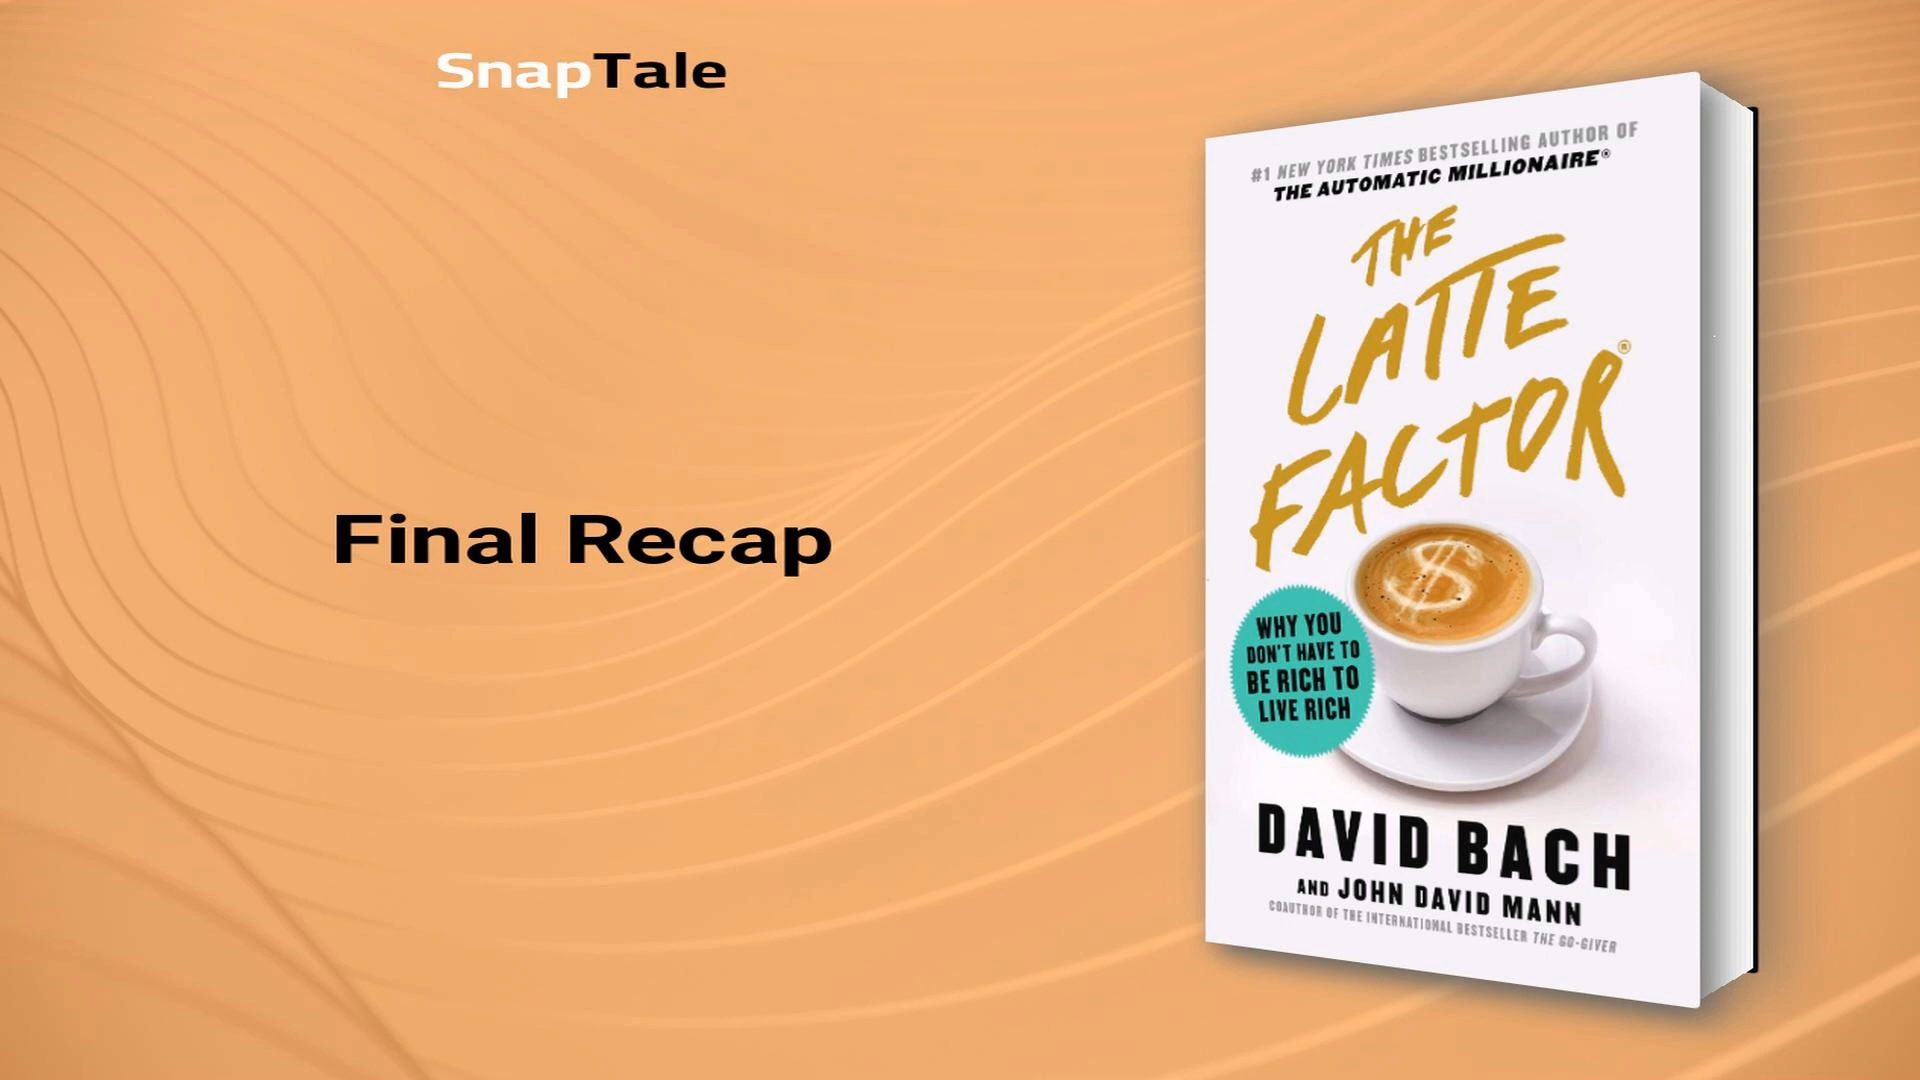 SnapTale
Final Recap
#1 NEW YORK TIMES BESTSELLING AUTHOR OF
THE AUTOMATIC MILLIONAIRE®
THE
LATTE
FACTOR®
WHY YOU
DON'T HAVE TO
BE RICH TO
LIVE RICH
DAVID BACH
AND JOHN DAVID MANN
COAUTHOR OF THE INTERNATIONAL BESTSELLER THE GO-GIVER